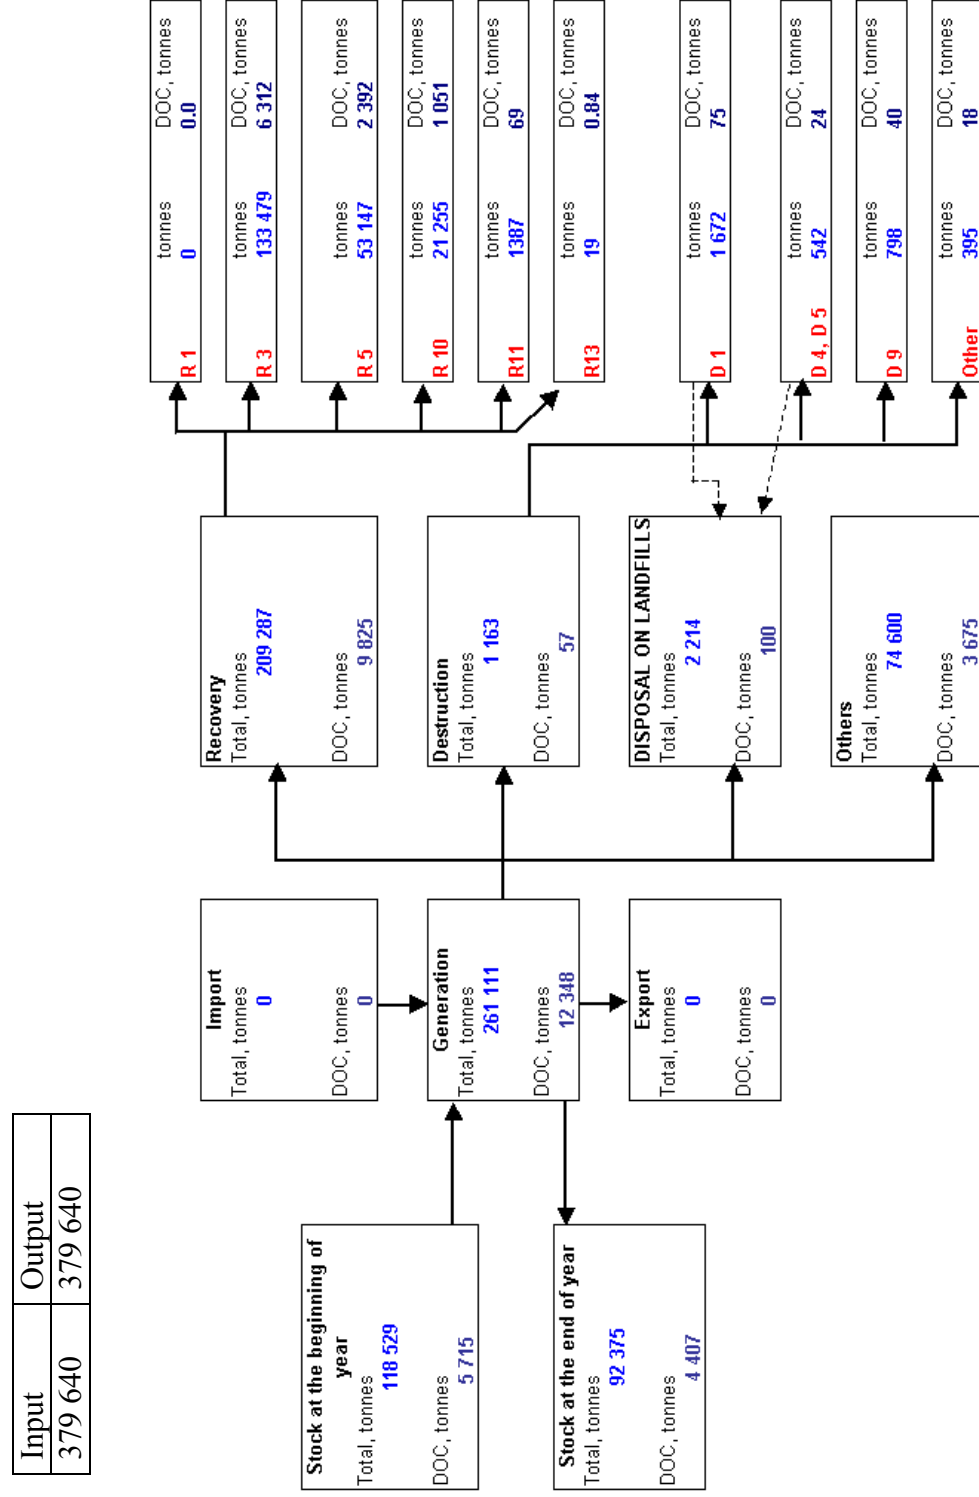 Input Output
379 640 379 640
Stock at the beginning of
year
Total, tonnes
118 529
DOC, tonnes
5 715
Stock at the end of year
Total, tonnes
92 375
DOC, tonnes
4 407
Import
Total, tonnes
0
DOC, tonnes
0
Generation
Total, tonnes
261 111
DOC, tonnes
12 348
Export
Total, tonnes
0
DOC, tonnes
0
Recovery
Total, tonnes
209 287
DOC, tonnes
9 825
Destruction
Total, tonnes
1 163
DOC, tonnes
57
DISPOSAL ON LANDFILLS
Total, tonnes
2 214
DOC, tonnes
100
Others
Total, tonnes
74 600
DOC, tonnes
3 675
tonnes DOC, tonnes
R 1 0 0.0
tonnes DOC, tonnes
R 3 133 479 6 312
tonnes DOC, tonnes
R 5 53 147 2 392
tonnes DOC, tonnes
R 10 21 255 1 051
tonnes DOC, tonnes
R11 1387 69
tonnes DOC, tonnes
R13 19 0.84
tonnes DOC, tonnes
D 1 1 672 75
tonnes DOC, tonnes
D 4, D 5 542 24
tonnes DOC, tonnes
D 9 798 40
tonnes DOC, tonnes
Other 395 18